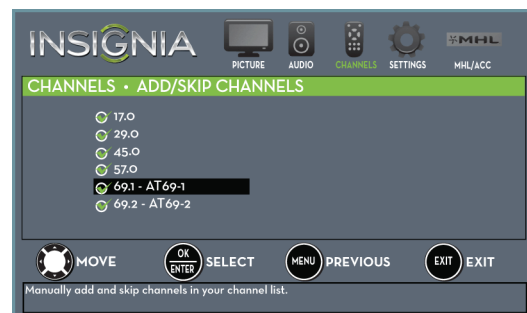 INSIGNIA
PICTURE AUDIO CHANNELS SETTINGS MHL MHL/ACC
CHANNELS • ADD/SKIP CHANNELS
17.0
29.0
45.0
57.0
69.1 - AT69-1
69.2 - AT69-2
MOVE OK ENTER SELECT MENU PREVIOUS EXIT EXIT
Manually add and skip channels in your channel list.